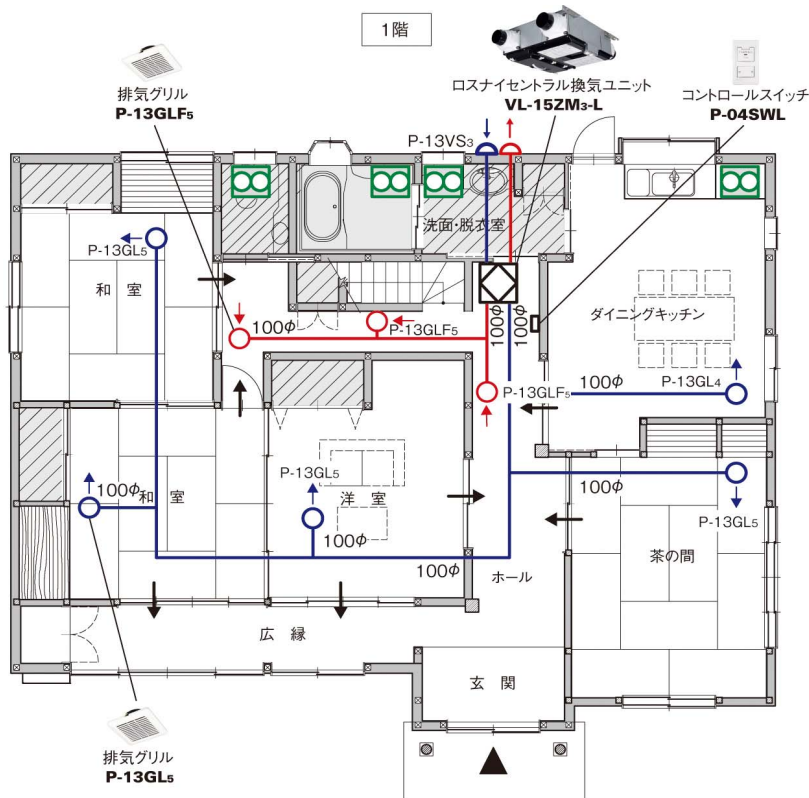 1階
排気グリル
P-13GLF5
ロスナイセントラル換気ユニット
VL-15ZM3-L
コントロールスイッチ
P-04SWL
P-13VS3
洗面・脱衣室
P-13GL5
和 室
100φ
P-13GLF5
100φ
100φ
ダイニングキッチン
P-13GLF5
100φ
P-13GL4
P-13GL5
100φ
和 室
洋 室
100φ
100φ
P-13GL5
100φ
ホール
茶の間
広 縁
玄 関
排気グリル
P-13GL5